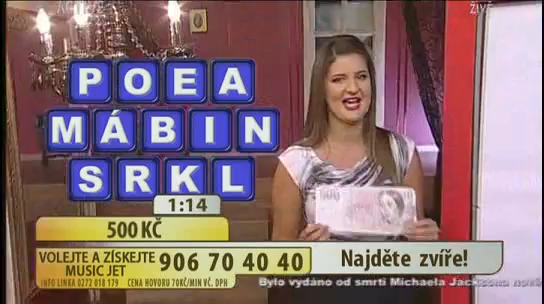 ŽIVĚ
POEA
MÁBIN
SRKL
1:14
500 KČ
VOLEJTE A ZÍSKEJTE
MUSIC JET
906 70 40 40
Najděte zvíře!
INFO LINKA 0272 018 179 CENA HOVORU 70KČ/MIN VČ. DPH
Bylo vydáno od smrti Michaela Jacksona nové